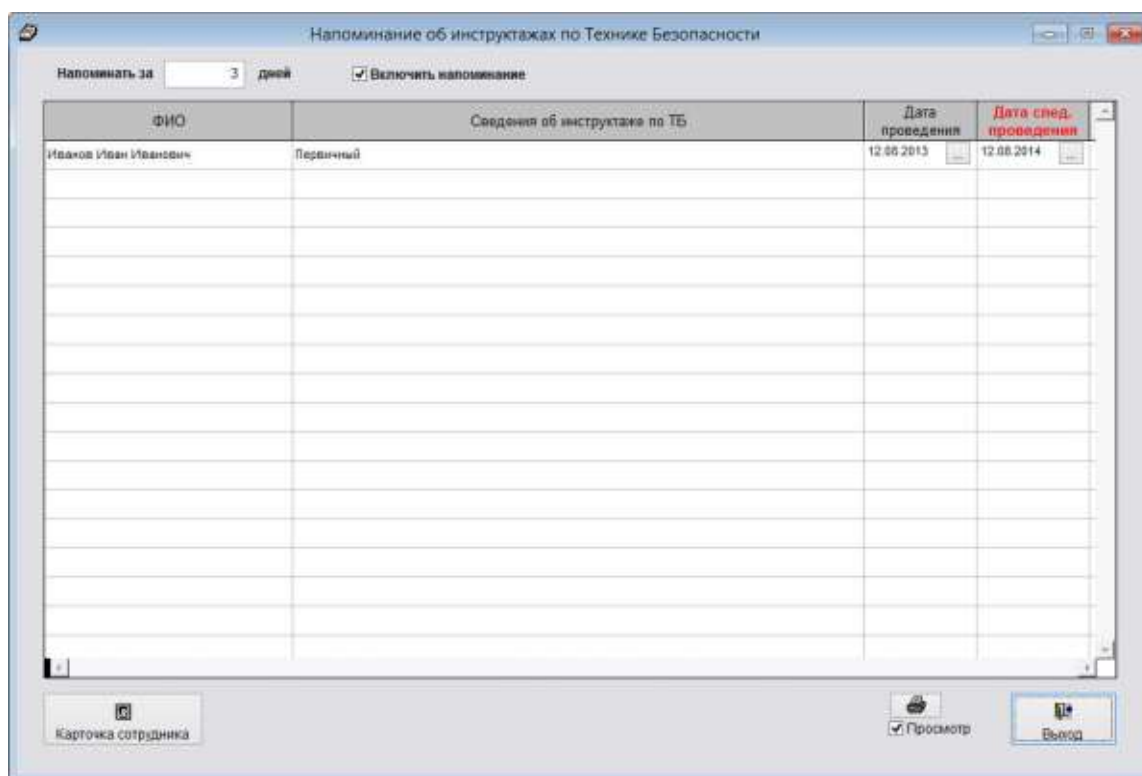 Напоминание об инструктажах по Технике Безопасности
Напоминать за 3 дней Включить напоминание
ФИО Сведения об инструктаже по ТБ Дата проведения Дата след. проведения
Иванов Иван Иванович Первичный 12.08.2013 ... 12.08.2014 ...
Карточка сотрудника Просмотр Выход